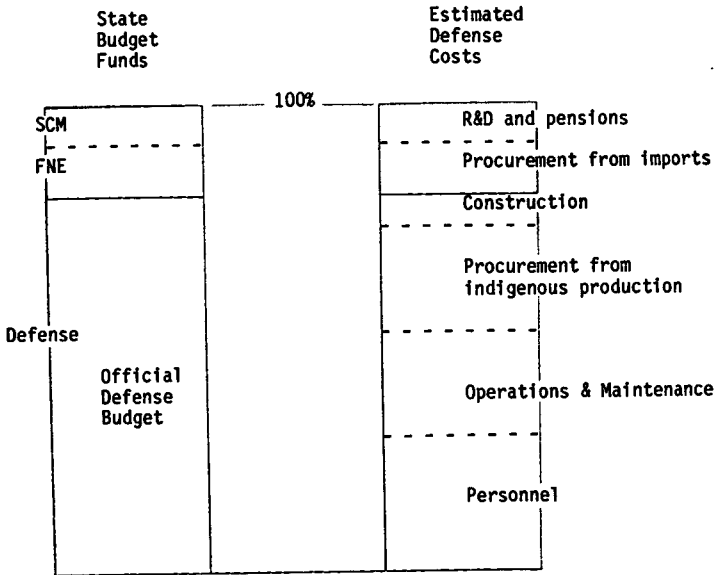 State
Budget
Funds
Estimated
Defense
Costs
100%
SCM
R&D and pensions
FNE
Procurement from imports
Construction
Procurement from
indigenous production
Defense
Official
Defense
Budget
Operations & Maintenance
Personnel